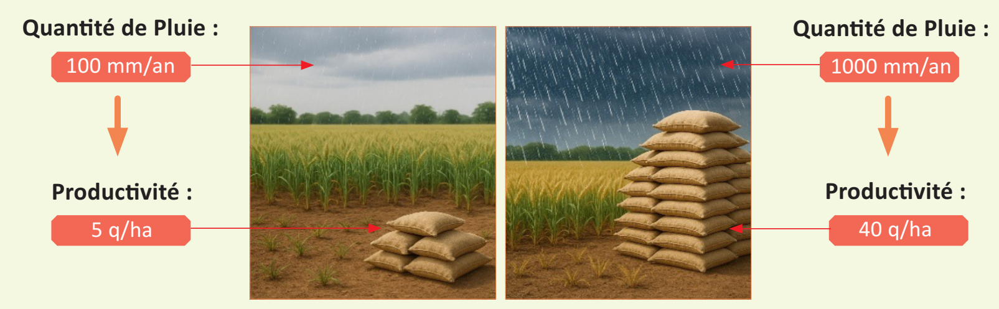 Quantité de Pluie :
100 mm/an
Productivité :
5 q/ha
Quantité de Pluie :
1000 mm/an
Productivité :
40 q/ha